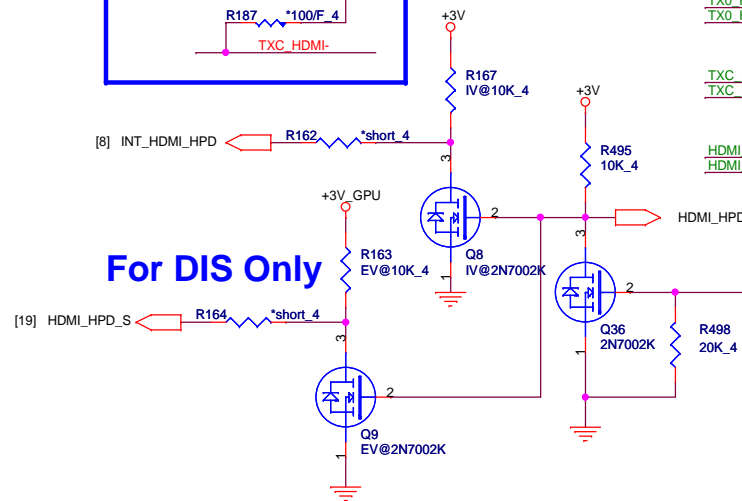 R187 *100/F_4
TXC_HDMI-
+3V
R167
IV@10K_4
+3V
TXC_
TXC_
[8] INT_HDMI_HPD
R162 *short_4
3
R495
10K_4
HDMI
HDMI
+3V_GPU
2
HDMI_HPD
For DIS Only
R163
EV@10K_4
Q8
IV@2N7002K
1
3
2
[19] HDMI_HPD_S
R164 *short_4
Q36
2N7002K
R498
20K_4
3
1
2
Q9
EV@2N7002K
1